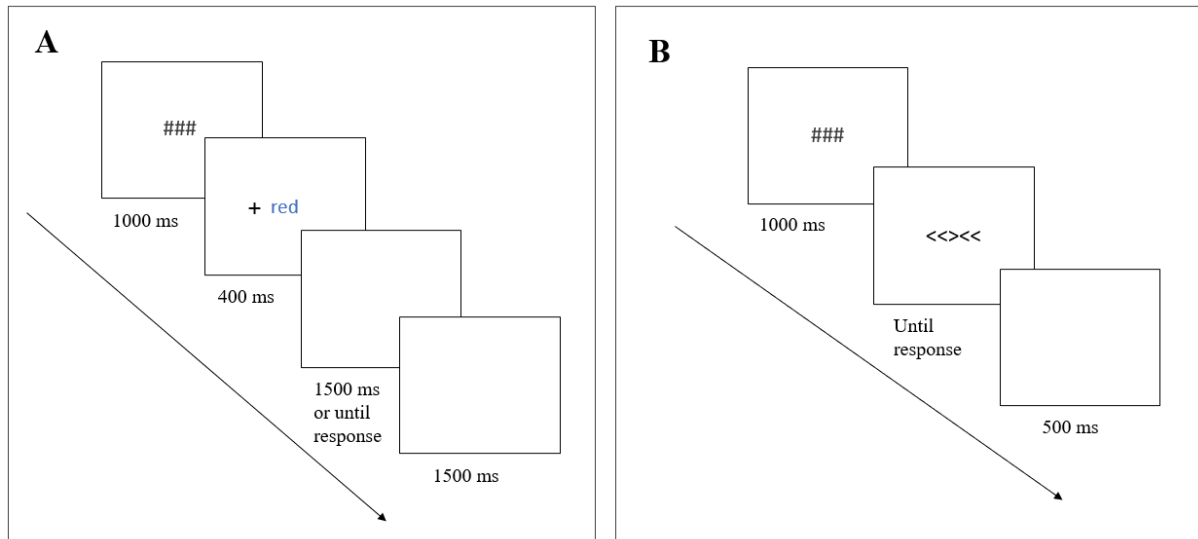 A
###
1000 ms
+ red
400 ms
1500 ms
or until
response
1500 ms
B
###
1000 ms
<<><<
Until
response
500 ms